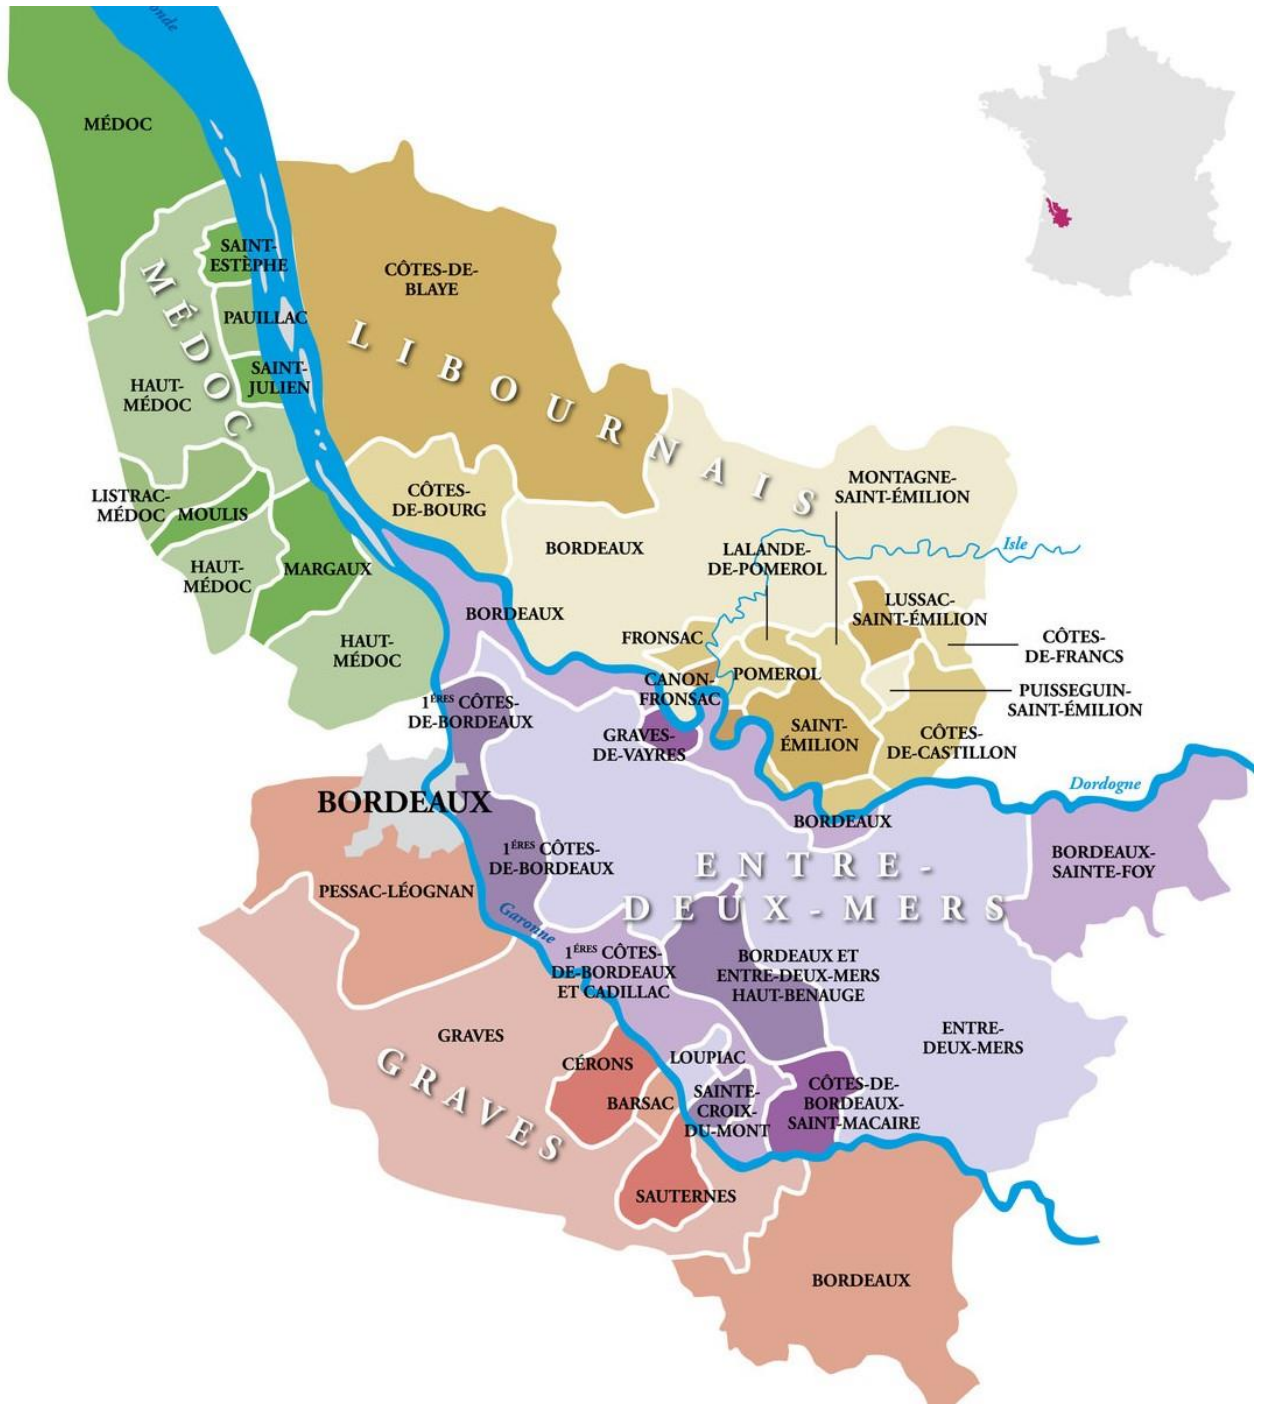 onde
MÉDOC
SAINT-
ESTÈPHE
CÔTES-DE-
BLAYE
MÉDOC
PAUILLAC
LIBOURNAIS
SAINT-
JULIEN
HAUT-
MÉDOC
MONTAGNE-
SAINT-ÉMILION
LISTRAC-
MÉDOC
MOULIS
CÔTES-
DE-BOURG
BORDEAUX
LALANDE-
DE-POMEROL
Isle
HAUT-
MÉDOC
MARGAUX
BORDEAUX
LUSSAC-
SAINT-ÉMILION
FRONSAC
CÔTES-
DE-FRANCS
HAUT-
MÉDOC
CANON-
FRONSAC
POMEROL
PUISSEGUIN-
SAINT-ÉMILION
1ÉRES CÔTES-
DE-BORDEAUX
GRAVES-
DE-VAYRES
SAINT-
ÉMILION
CÔTES-
DE-CASTILLON
Dordogne
BORDEAUX
BORDEAUX
1ÉRES CÔTES-
DE-BORDEAUX
ENTRE-
DEUX-MERS
BORDEAUX-
SAINTE-FOY
PESSAC-LÉOGNAN
Garonne
1ÉRES CÔTES-
DE-BORDEAUX
ET CADILLAC
BORDEAUX ET
ENTRE-DEUX-MERS
HAUT-BENAUGE
GRAVES
ENTRE-
DEUX-MERS
GRAVES
CÉRONS
LOUPIAC
BARSAC
SAINTE-
CROIX-
DU-MONT
CÔTES-DE-
BORDEAUX-
SAINT-MACAIRE
SAUTERNES
BORDEAUX